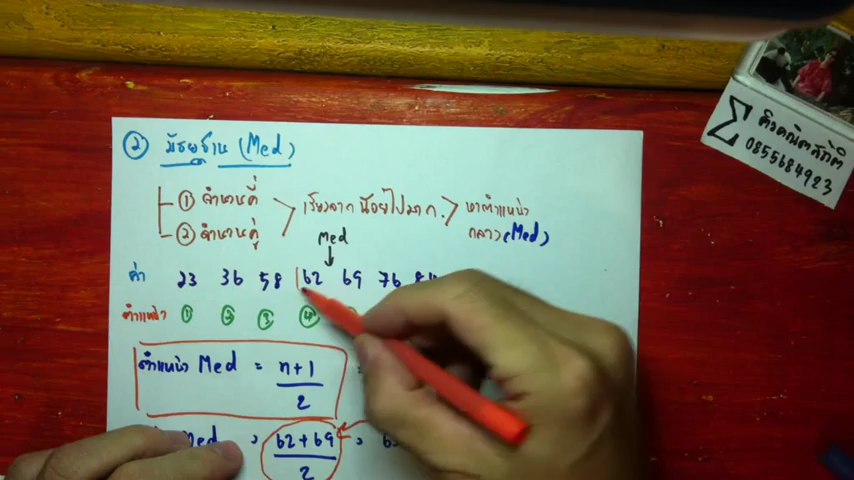 ② มัธยฐาน (Med)
① จำนวนคี่
② จำนวนคู่
เรียงจากน้อยไปมาก
หาตำแหน่ง
กลาง (Med)
Med
ค่า 23 36 58 62 69 76
ตำแหน่ง ① ② ③ ④
ตำแหน่ง Med = n+1
2
Med = 62+69 =
2
Σ ติวคณิตสถิติ
0855684923